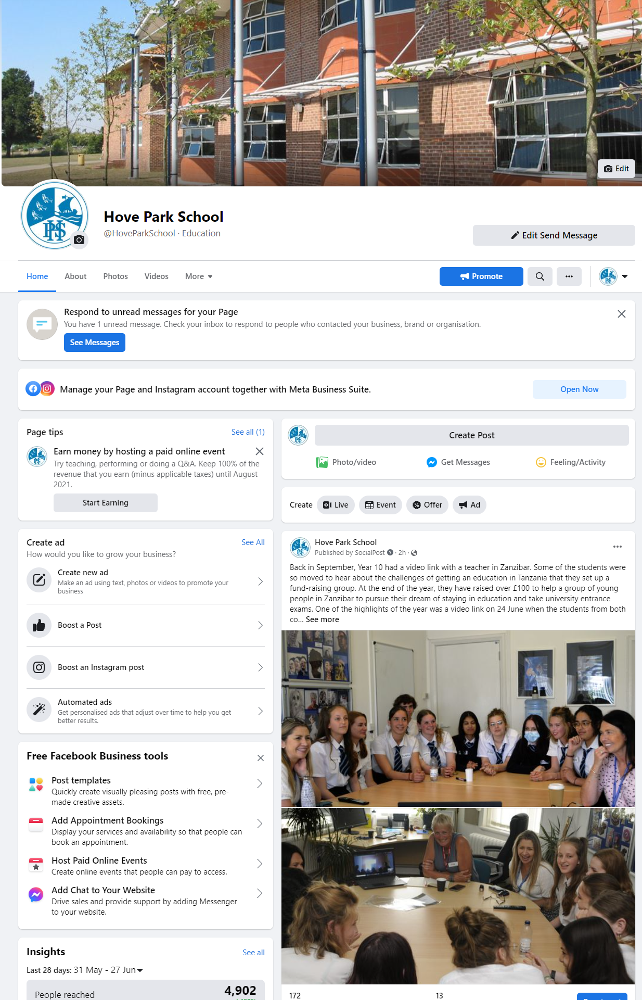 Edit
Hove Park School
@HoveParkSchool · Education
Edit Send Message
Home
About
Photos
Videos
More
Promote
Respond to unread messages for your Page
You have 1 unread message. Check your inbox to respond to people who contacted your business, brand or organisation.
See Messages
Manage your Page and Instagram account together with Meta Business Suite.
Open Now
Page tips
See all (1)
Earn money by hosting a paid online event
Try teaching, performing or doing a Q&A. Keep 100% of the
revenue that you earn (minus applicable taxes) until August
2021.
Start Earning
Create ad
See All
How would you like to grow your business?
Create new ad
Make an ad using text, photos or videos to promote your
business
Boost a Post
Boost an Instagram post
Automated ads
Get personalised ads that adjust over time to help you get
better results.
Free Facebook Business tools
Post templates
Quickly create visually pleasing posts with free, pre-
made creative assets.
Add Appointment Bookings
Display your services and availability so that people can
book an appointment.
Host Paid Online Events
Create online events that people can pay to access.
Add Chat to Your Website
Drive sales and provide support by adding Messenger
to your website.
Insights
See all
Last 28 days: 31 May - 27 Jun
People reached
4,902
Create Post
Photo/video
Get Messages
Feeling/Activity
Create
Live
Event
Offer
Ad
Hove Park School
Published by SocialPost · 2h ·
Back in September, Year 10 had a video link with a teacher in Zanzibar. Some of the students were
so moved to hear about the challenges of getting an education in Tanzania that they set up a
fund-raising group. At the end of the year, they have raised over £100 to help a group of young
people in Zanzibar to pursue their dream of staying in education and take university entrance
exams. One of the highlights of the year was a video link on 24 June when the students from both
co... See more
172
13